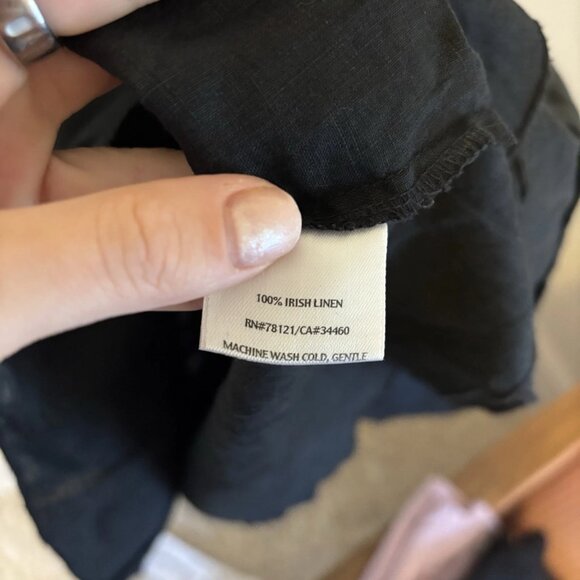 100% IRISH LINEN
RN#78121/CA#34460
MACHINE WASH COLD, GENTLE